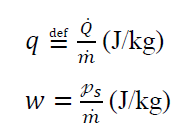 q ≝ Q̇/ṁ (J/kg)
w = pₛ/ṁ (J/kg)